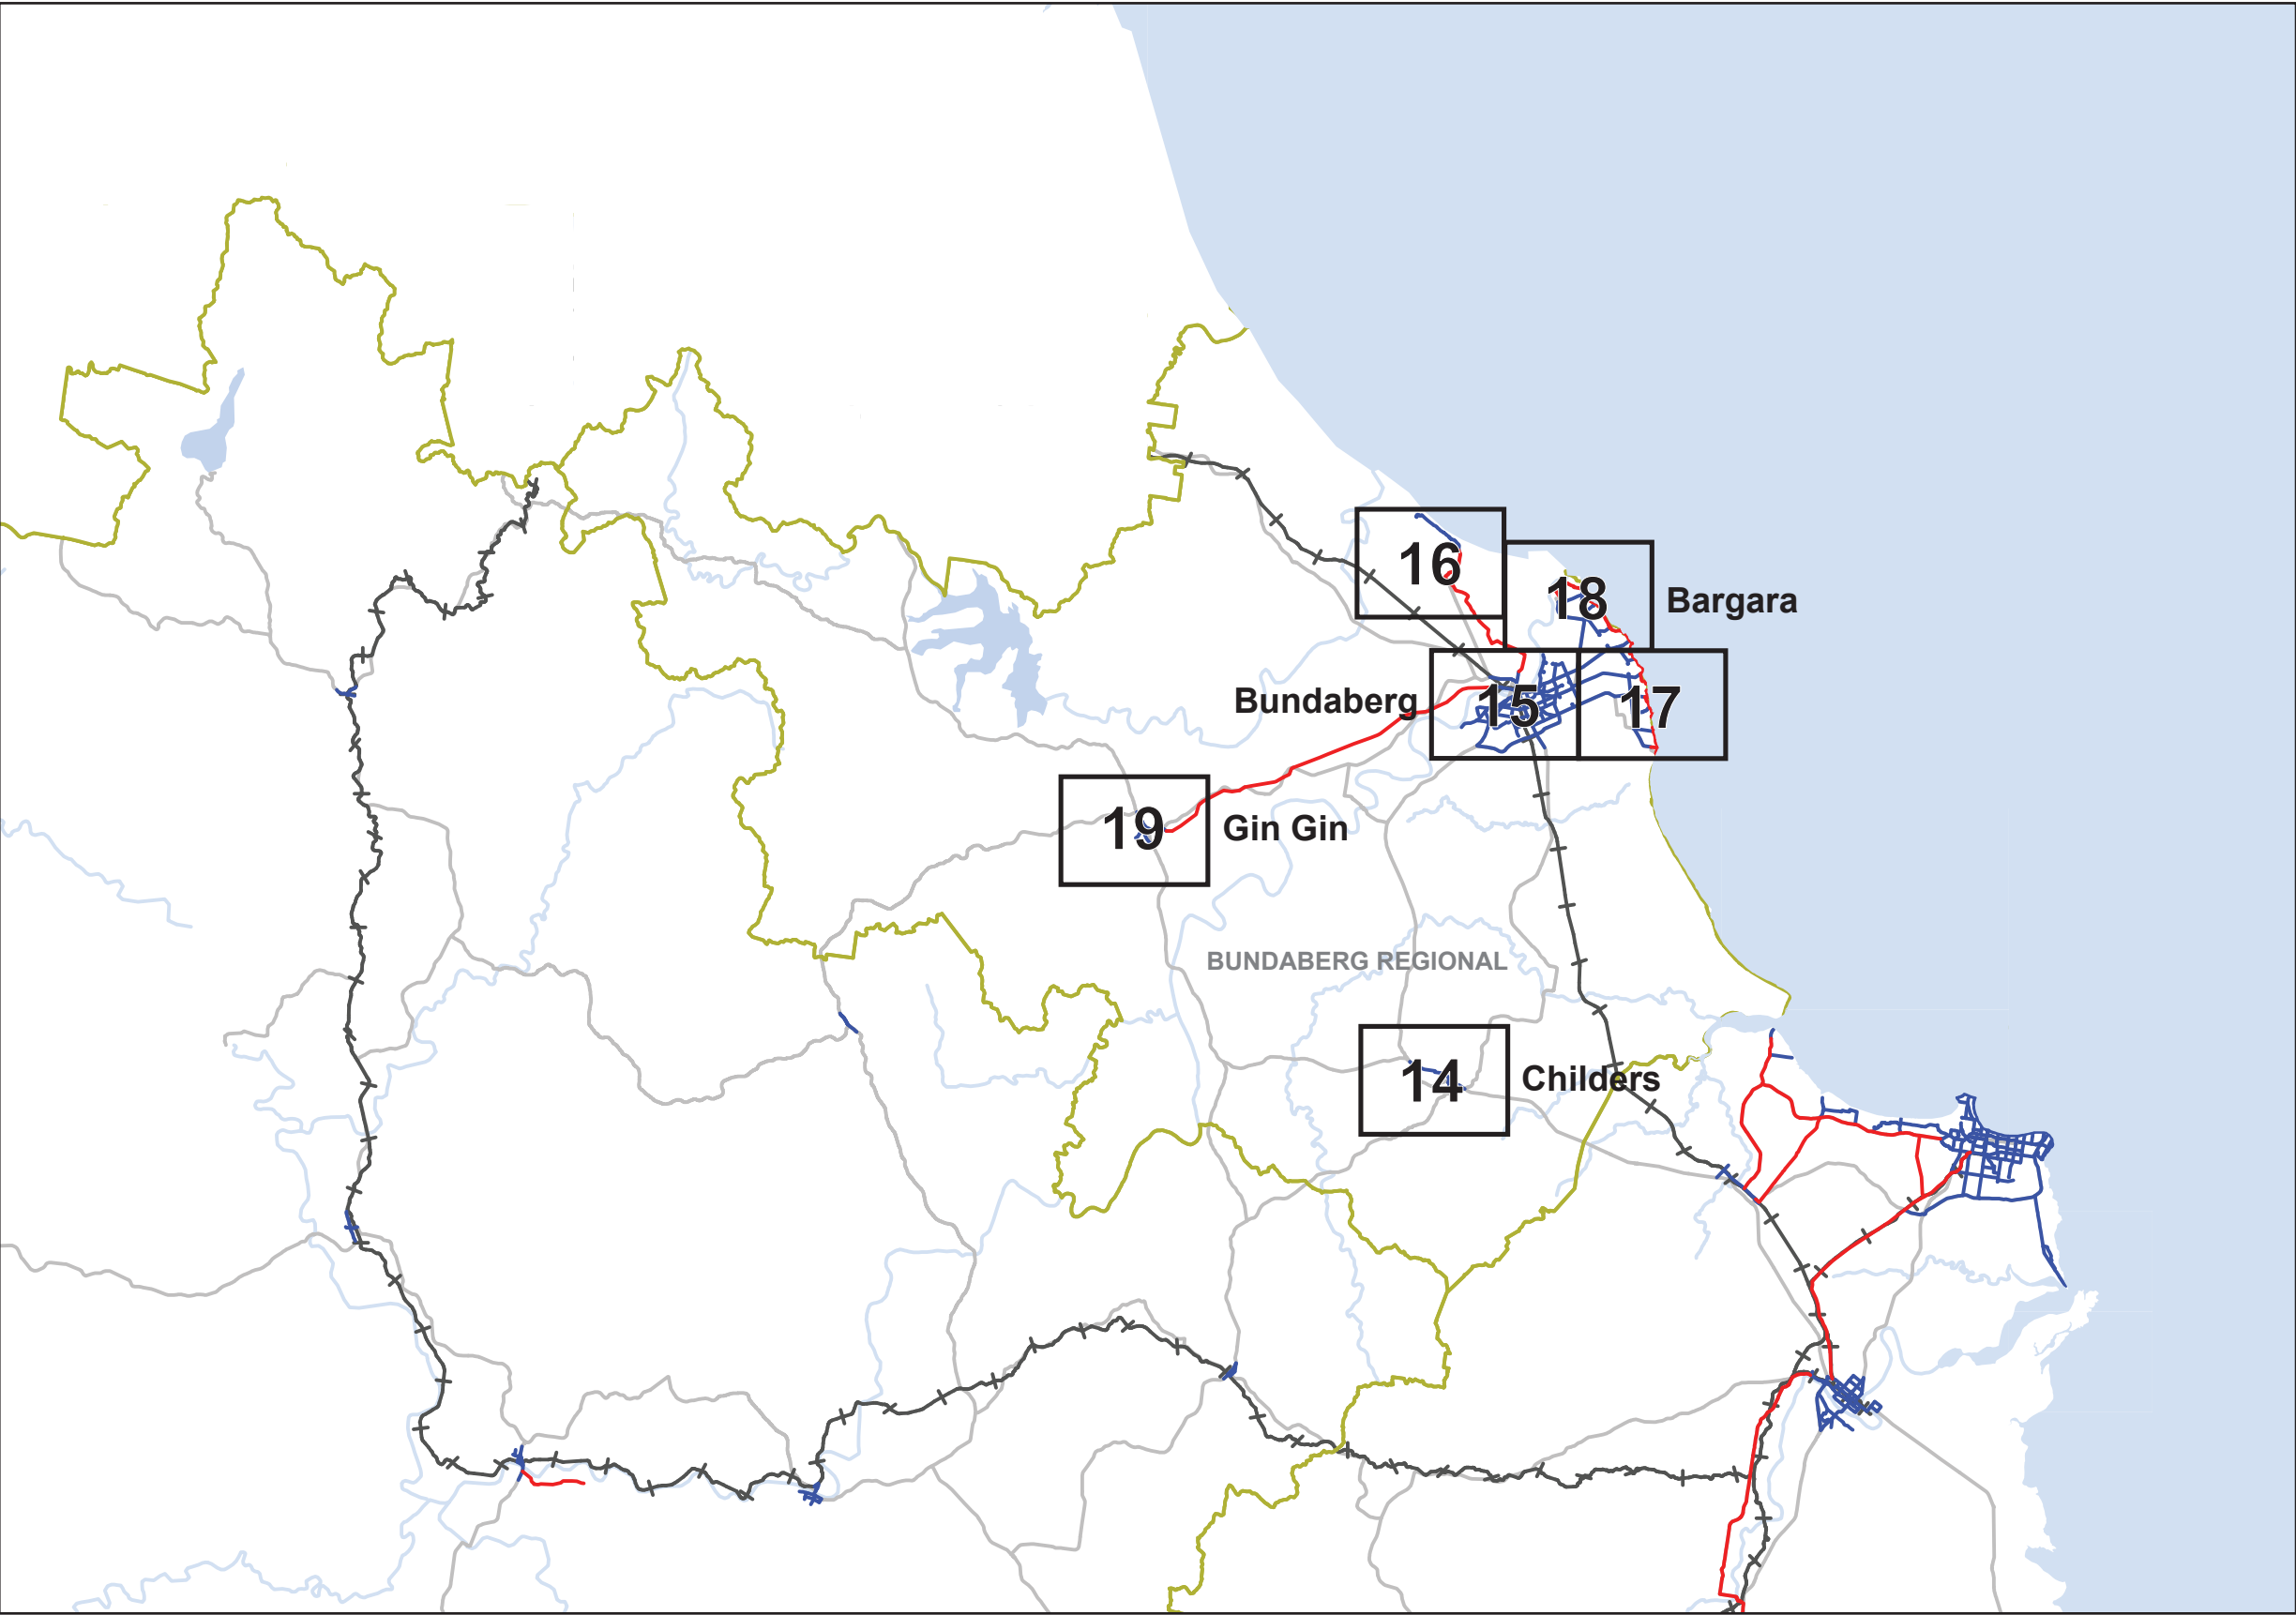 16
18
Bargara
Bundaberg
15
17
19
Gin Gin
BUNDABERG REGIONAL
14
Childers